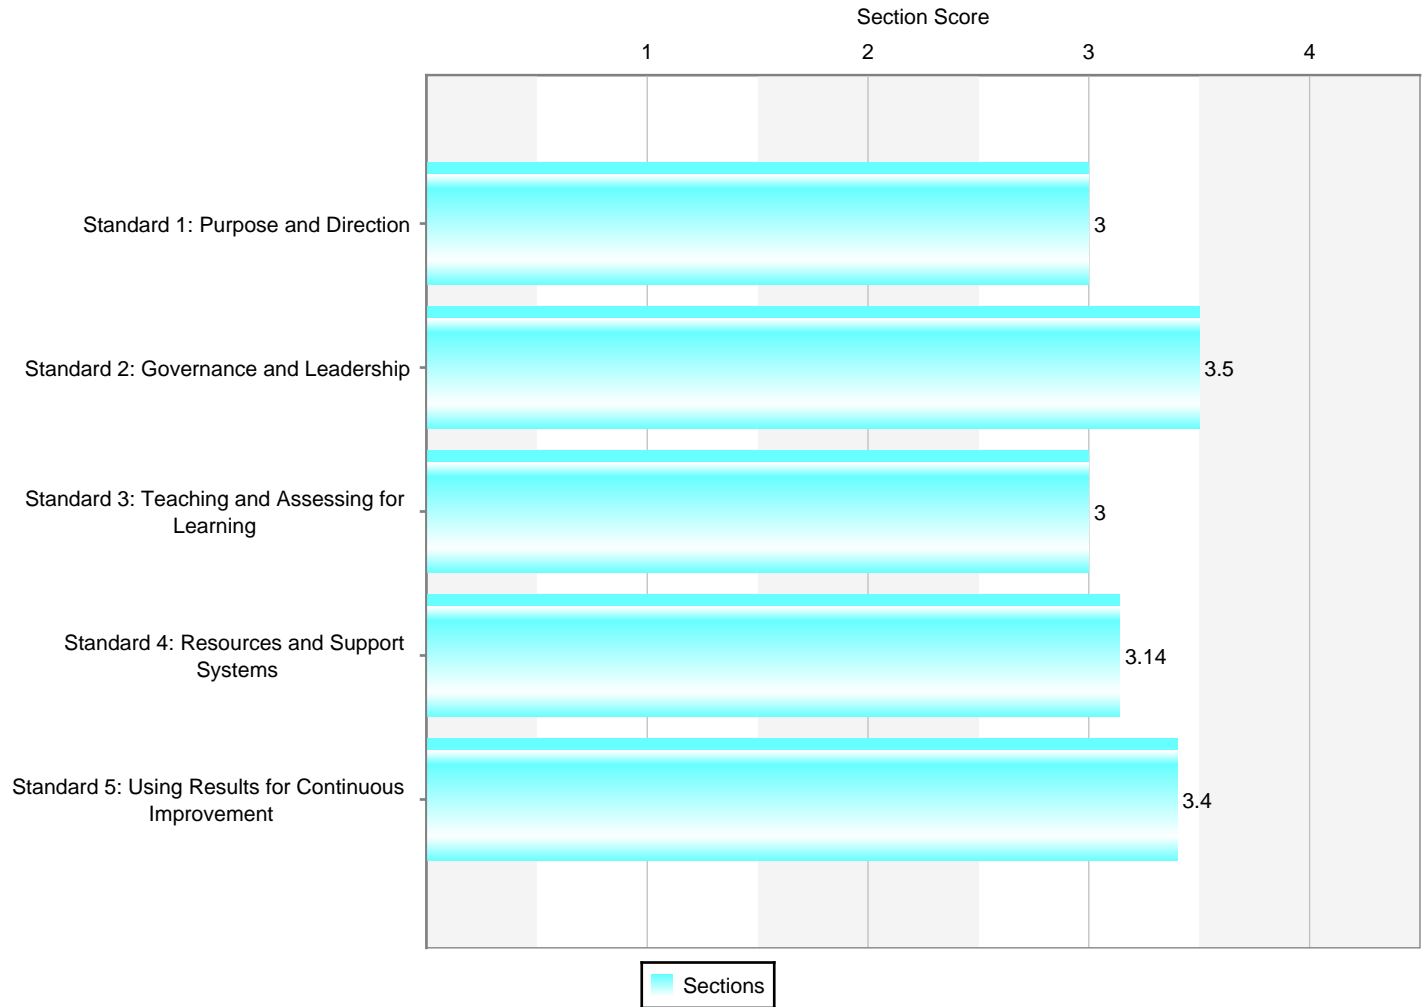 Section Score
1 2 3 4
Standard 1: Purpose and Direction
3
Standard 2: Governance and Leadership
3.5
Standard 3: Teaching and Assessing for
Learning
3
Standard 4: Resources and Support
Systems
3.14
Standard 5: Using Results for Continuous
Improvement
3.4
Sections